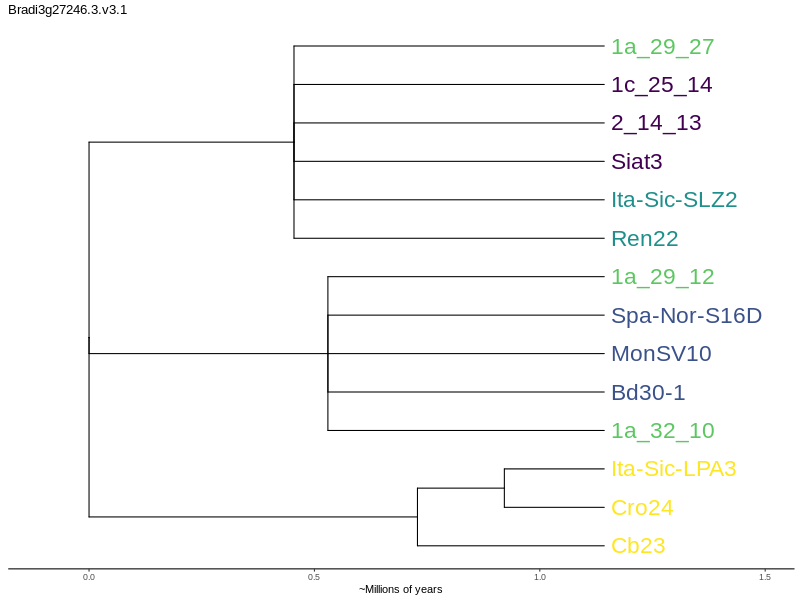 Bradi3g27246.3.v3.1
1a_29_27
1c_25_14
2_14_13
Siat3
Ita-Sic-SLZ2
Ren22
1a_29_12
Spa-Nor-S16D
MonSV10
Bd30-1
1a_32_10
Ita-Sic-LPA3
Cro24
Cb23
0.0 0.5 1.0 1.5
~Millions of years